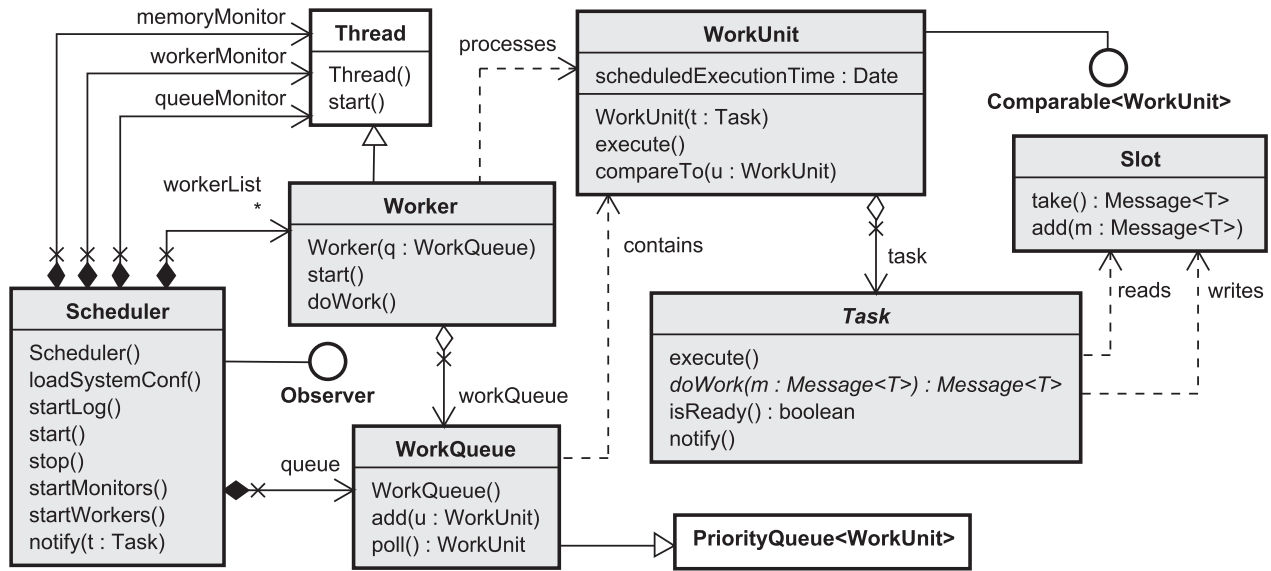 memoryMonitor
workerMonitor
queueMonitor
Thread
Thread()
start()
processes
WorkUnit
scheduledExecutionTime : Date
WorkUnit(t : Task)
execute()
compareTo(u : WorkUnit)
Comparable<WorkUnit>
Slot
take() : Message<T>
add(m : Message<T>)
workerList
*
Worker
Worker(q : WorkQueue)
start()
doWork()
contains
task
reads
writes
Scheduler
Scheduler()
loadSystemConf()
startLog()
start()
stop()
startMonitors()
startWorkers()
notify(t : Task)
Observer
workQueue
Task
execute()
doWork(m : Message<T>) : Message<T>
isReady() : boolean
notify()
queue
WorkQueue
WorkQueue()
add(u : WorkUnit)
poll() : WorkUnit
PriorityQueue<WorkUnit>